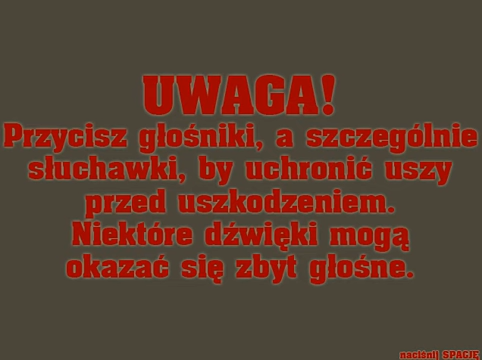 UWAGA!
Przycisz głośniki, a szczególnie
słuchawki, by uchronić uszy
przed uszkodzeniem.
Niektóre dźwięki mogą
okazać się zbyt głośne.
naciśnij SPACJĘ